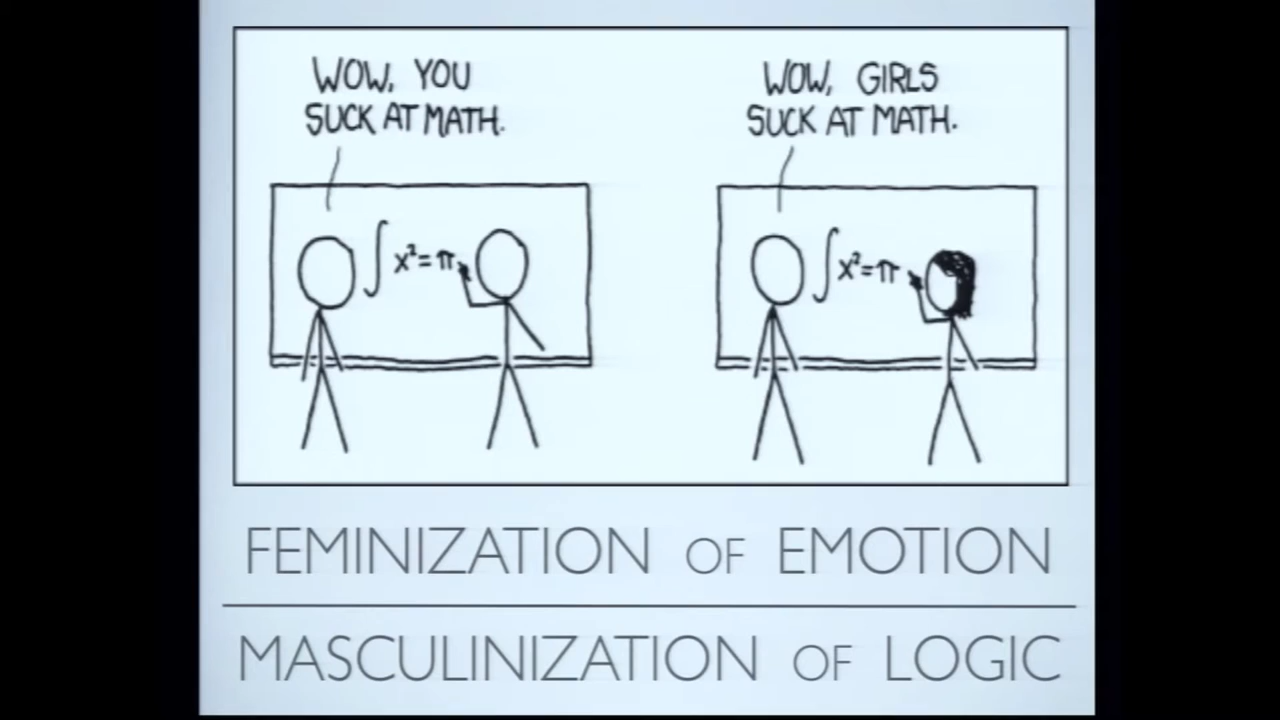 WOW, YOU
SUCK AT MATH.
∫ x² = π
WOW, GIRLS
SUCK AT MATH.
∫ x² = π
FEMINIZATION OF EMOTION
MASCULINIZATION OF LOGIC